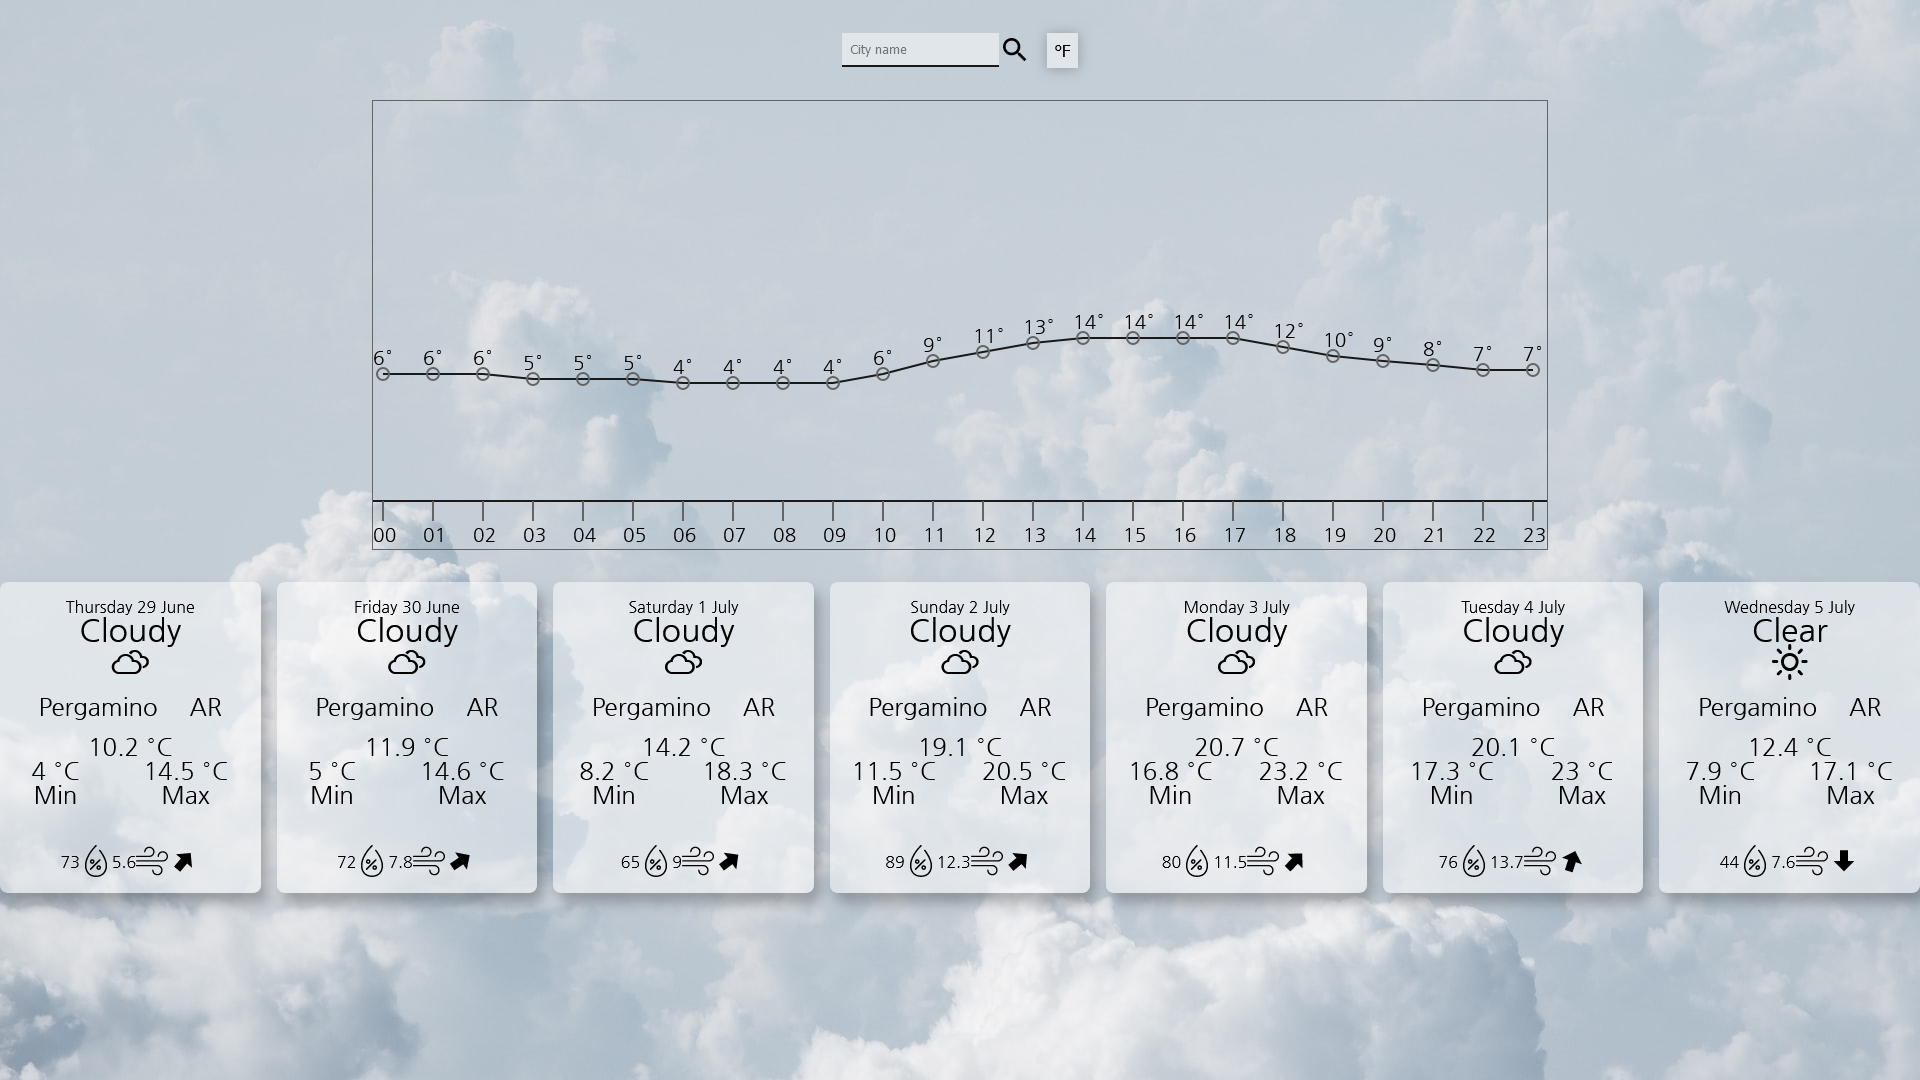 City name ºF
6° 6° 6° 5° 5° 5° 4° 4° 4° 4° 6° 9° 11° 13° 14° 14° 14° 14° 12° 10° 9° 8° 7° 7°
00 01 02 03 04 05 06 07 08 09 10 11 12 13 14 15 16 17 18 19 20 21 22 23
Thursday 29 June
Cloudy
Pergamino AR
10.2 °C
4 °C 14.5 °C
Min Max
73 % 5.6
Friday 30 June
Cloudy
Pergamino AR
11.9 °C
5 °C 14.6 °C
Min Max
72 % 7.8
Saturday 1 July
Cloudy
Pergamino AR
14.2 °C
8.2 °C 18.3 °C
Min Max
65 % 9
Sunday 2 July
Cloudy
Pergamino AR
19.1 °C
11.5 °C 20.5 °C
Min Max
89 % 12.3
Monday 3 July
Cloudy
Pergamino AR
20.7 °C
16.8 °C 23.2 °C
Min Max
80 % 11.5
Tuesday 4 July
Cloudy
Pergamino AR
20.1 °C
17.3 °C 23 °C
Min Max
76 % 13.7
Wednesday 5 July
Clear
Pergamino AR
12.4 °C
7.9 °C 17.1 °C
Min Max
44 % 7.6